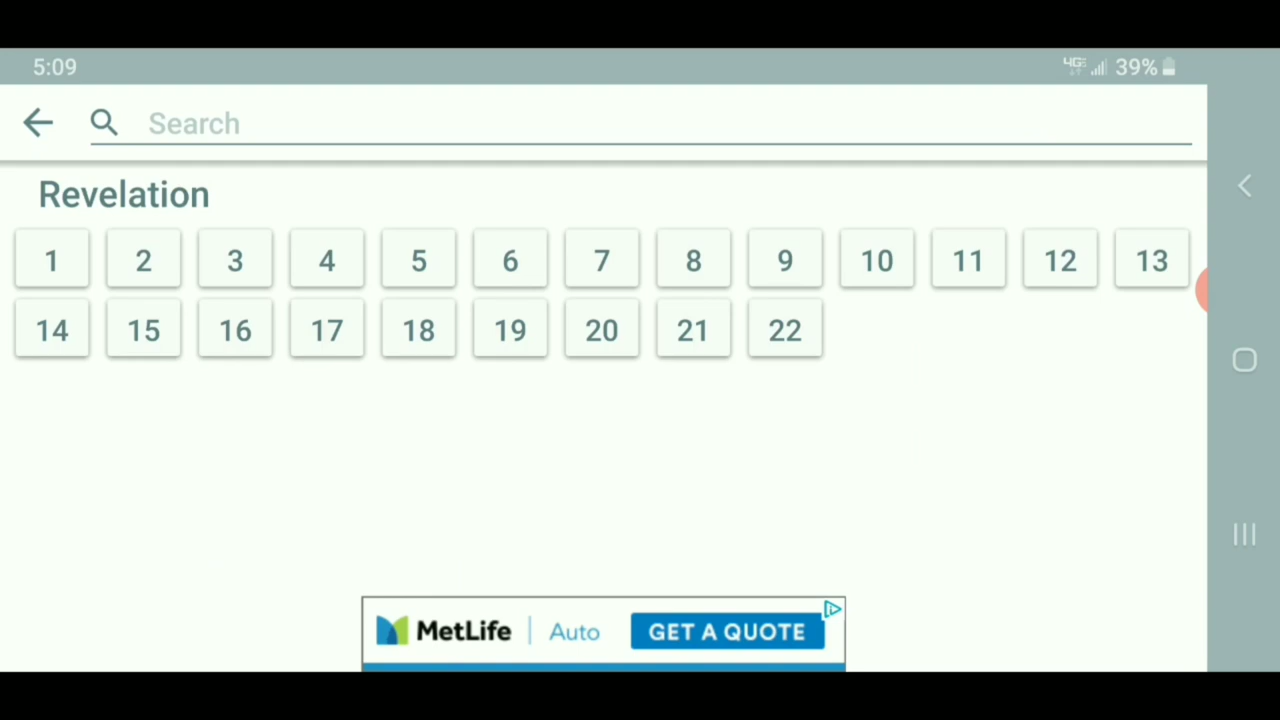 5:09 4G 39%
Search
Revelation
1 2 3 4 5 6 7 8 9 10 11 12 13
14 15 16 17 18 19 20 21 22
MetLife Auto GET A QUOTE